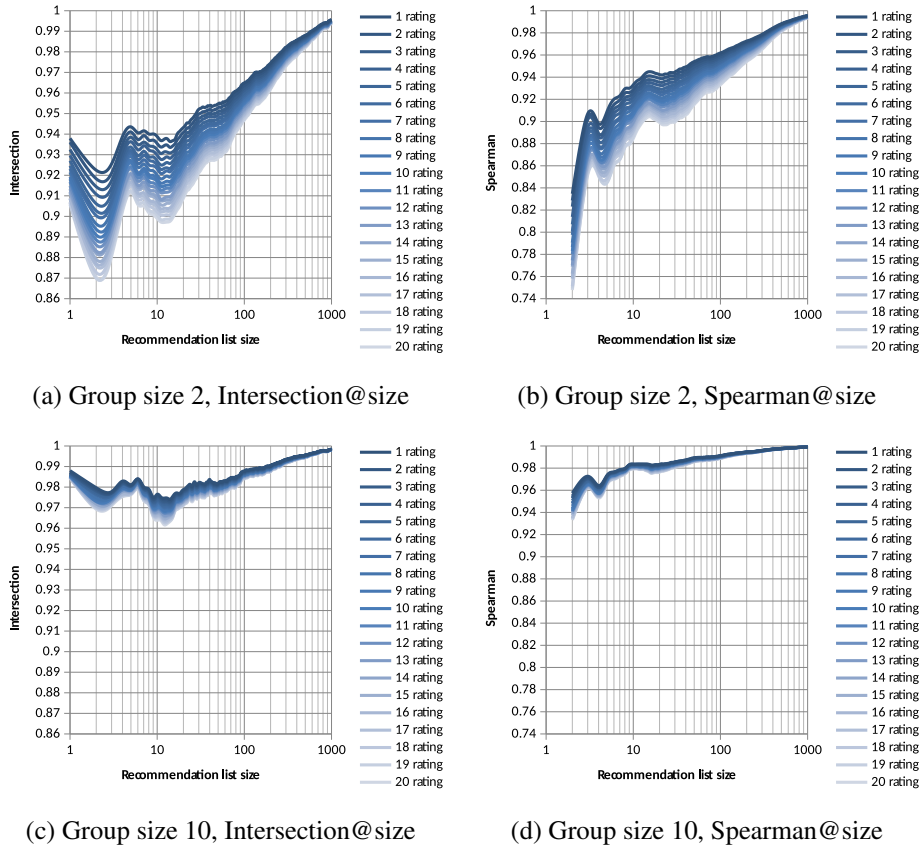 1
0.99
0.98
0.97
0.96
0.95
0.94
0.93
0.92
0.91
0.9
0.89
0.88
0.87
0.86
Intersection
1 10 100 1000
Recommendation list size
1 rating
2 rating
3 rating
4 rating
5 rating
6 rating
7 rating
8 rating
9 rating
10 rating
11 rating
12 rating
13 rating
14 rating
15 rating
16 rating
17 rating
18 rating
19 rating
20 rating
(a) Group size 2, Intersection@size
1
0.98
0.96
0.94
0.92
0.9
0.88
0.86
0.84
0.82
0.8
0.78
0.76
0.74
Spearman
1 10 100 1000
Recommendation list size
1 rating
2 rating
3 rating
4 rating
5 rating
6 rating
7 rating
8 rating
9 rating
10 rating
11 rating
12 rating
13 rating
14 rating
15 rating
16 rating
17 rating
18 rating
19 rating
20 rating
(b) Group size 2, Spearman@size
1
0.99
0.98
0.97
0.96
0.95
0.94
0.93
0.92
0.91
0.9
0.89
0.88
0.87
0.86
Intersection
1 10 100 1000
Recommendation list size
1 rating
2 rating
3 rating
4 rating
5 rating
6 rating
7 rating
8 rating
9 rating
10 rating
11 rating
12 rating
13 rating
14 rating
15 rating
16 rating
17 rating
18 rating
19 rating
20 rating
(c) Group size 10, Intersection@size
1
0.98
0.96
0.94
0.92
0.9
0.88
0.86
0.84
0.82
0.8
0.78
0.76
0.74
Spearman
1 10 100 1000
Recommendation list size
1 rating
2 rating
3 rating
4 rating
5 rating
6 rating
7 rating
8 rating
9 rating
10 rating
11 rating
12 rating
13 rating
14 rating
15 rating
16 rating
17 rating
18 rating
19 rating
20 rating
(d) Group size 10, Spearman@size